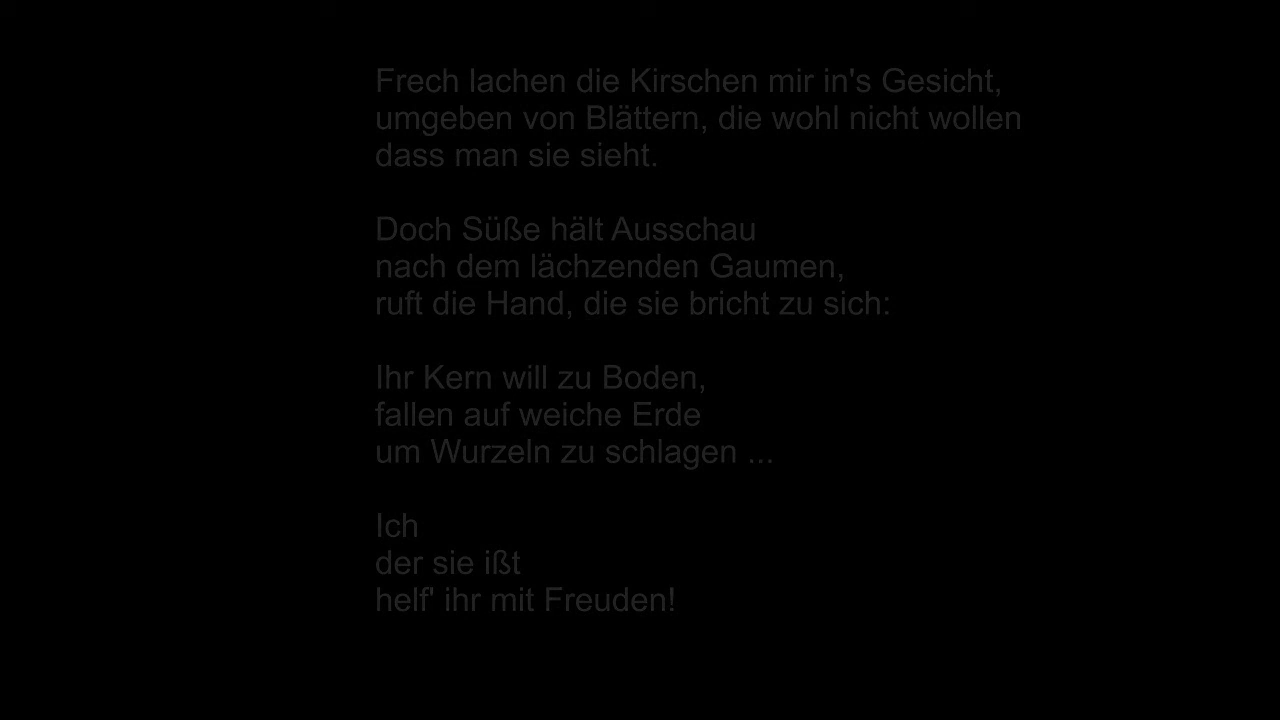 Frech lachen die Kirschen mir in's Gesicht,
umgeben von Blättern, die wohl nicht wollen
dass man sie sieht.
Doch Süße hält Ausschau
nach dem lächzenden Gaumen,
ruft die Hand, die sie bricht zu sich:
Ihr Kern will zu Boden,
fallen auf weiche Erde
um Wurzeln zu schlagen ...
Ich
der sie ißt
helf' ihr mit Freuden!